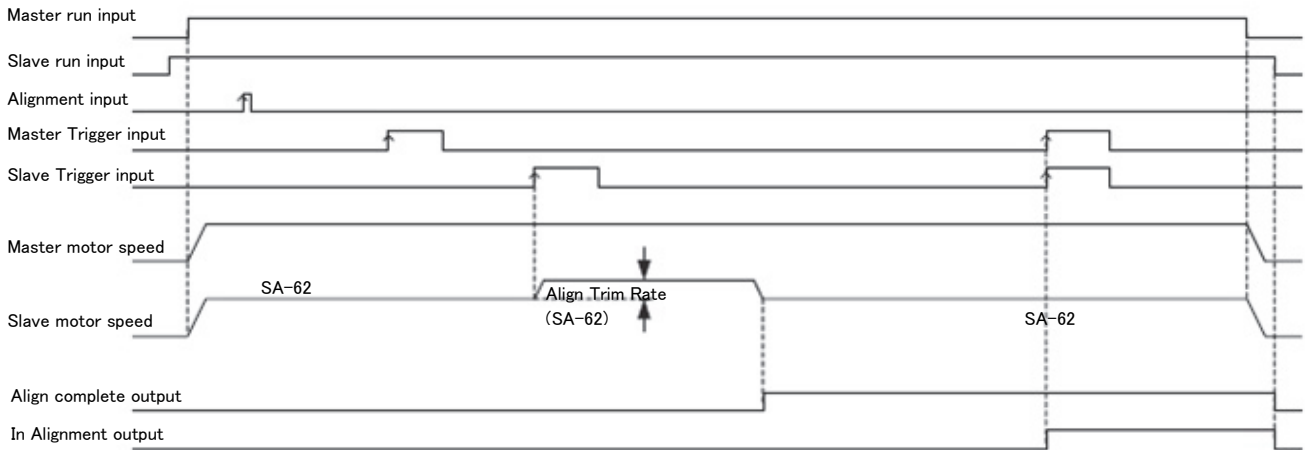 Master run input
Slave run input
Alignment input
Master Trigger input
Slave Trigger input
Master motor speed
SA-62
Align Trim Rate
Slave motor speed
(SA-62)
SA-62
Align complete output
In Alignment output